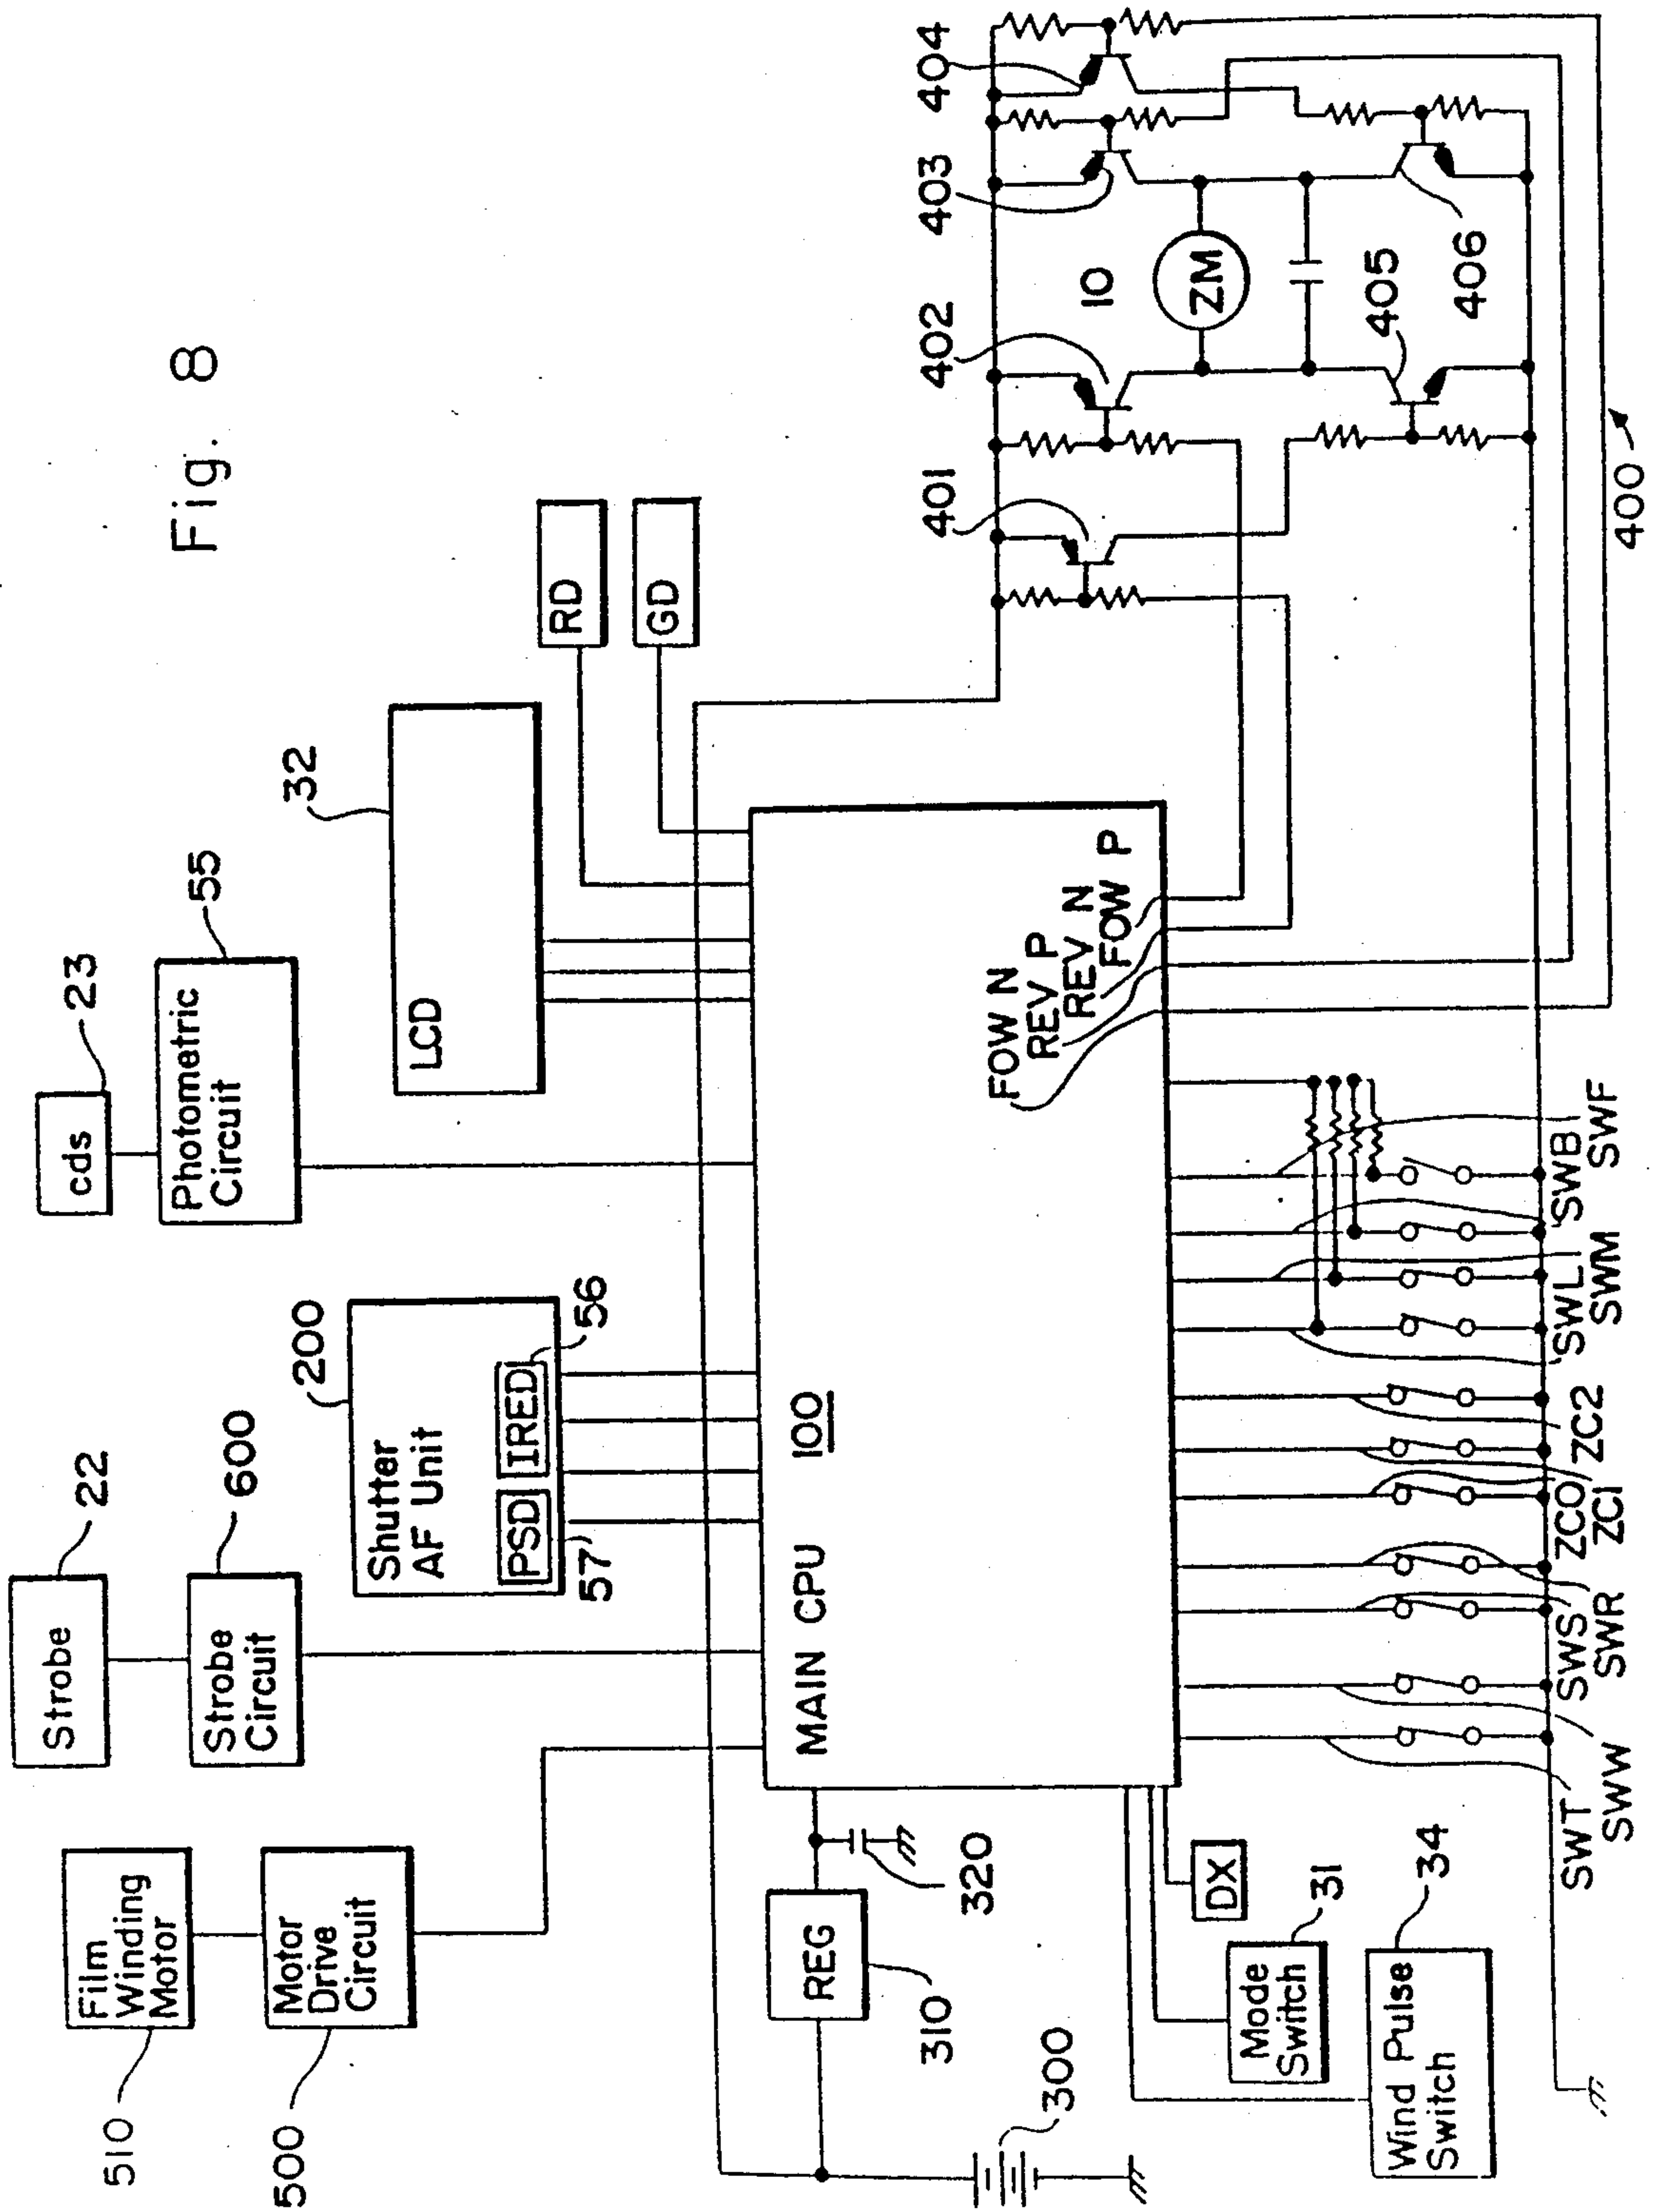 Fig. 8
510
Film
Winding
Motor
500
Motor
Drive
Circuit
Strobe
22
Strobe
Circuit
600
Shutter
AF Unit
200
PSD
IRED
57
56
cds
23
Photometric
Circuit
55
LCD
32
RD
GD
MAIN CPU
100
REG
310
320
300
Mode
Switch
31
Wind Pulse
Switch
34
DX
FOW N
REV P
REV N
FOW P
SWT
SWW
SWS
SWR
ZC0
ZC1
ZC2
SWL
SWM
SWB
SWF
401
402
403
404
10
ZM
405
406
400